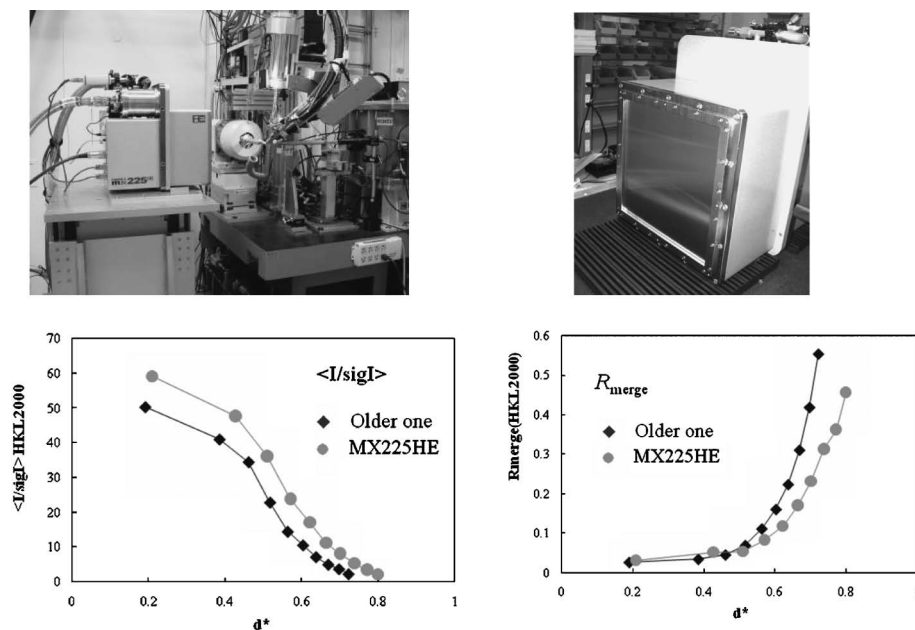 mx225HE
70
60
50
40
30
20
10
0
<I/sigI> HKL2000
<I/sigI>
Older one
MX225HE
0 0.2 0.4 0.6 0.8 1
d*
0.6
0.5
0.4
0.3
0.2
0.1
0.0
Rmerge(HKL2000)
Rmerge
Older one
MX225HE
0 0.2 0.4 0.6 0.8
d*